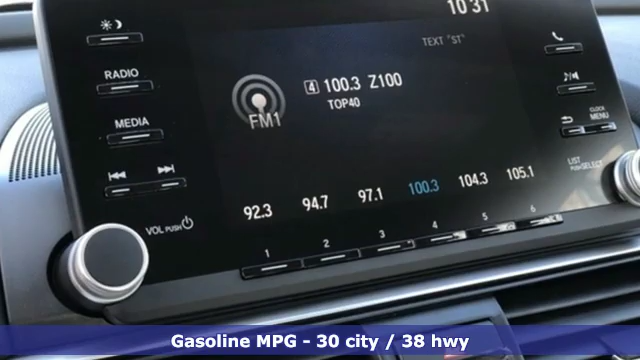 10:31
TEXT "ST"
RADIO
4 100.3 Z100
TOP40
FM1
MEDIA
CLOCK
MENU
LIST
PUSH SELECT
92.3 94.7 97.1 100.3 104.3 105.1
VOL PUSH
1 2 3 4 5 6
Gasoline MPG - 30 city / 38 hwy